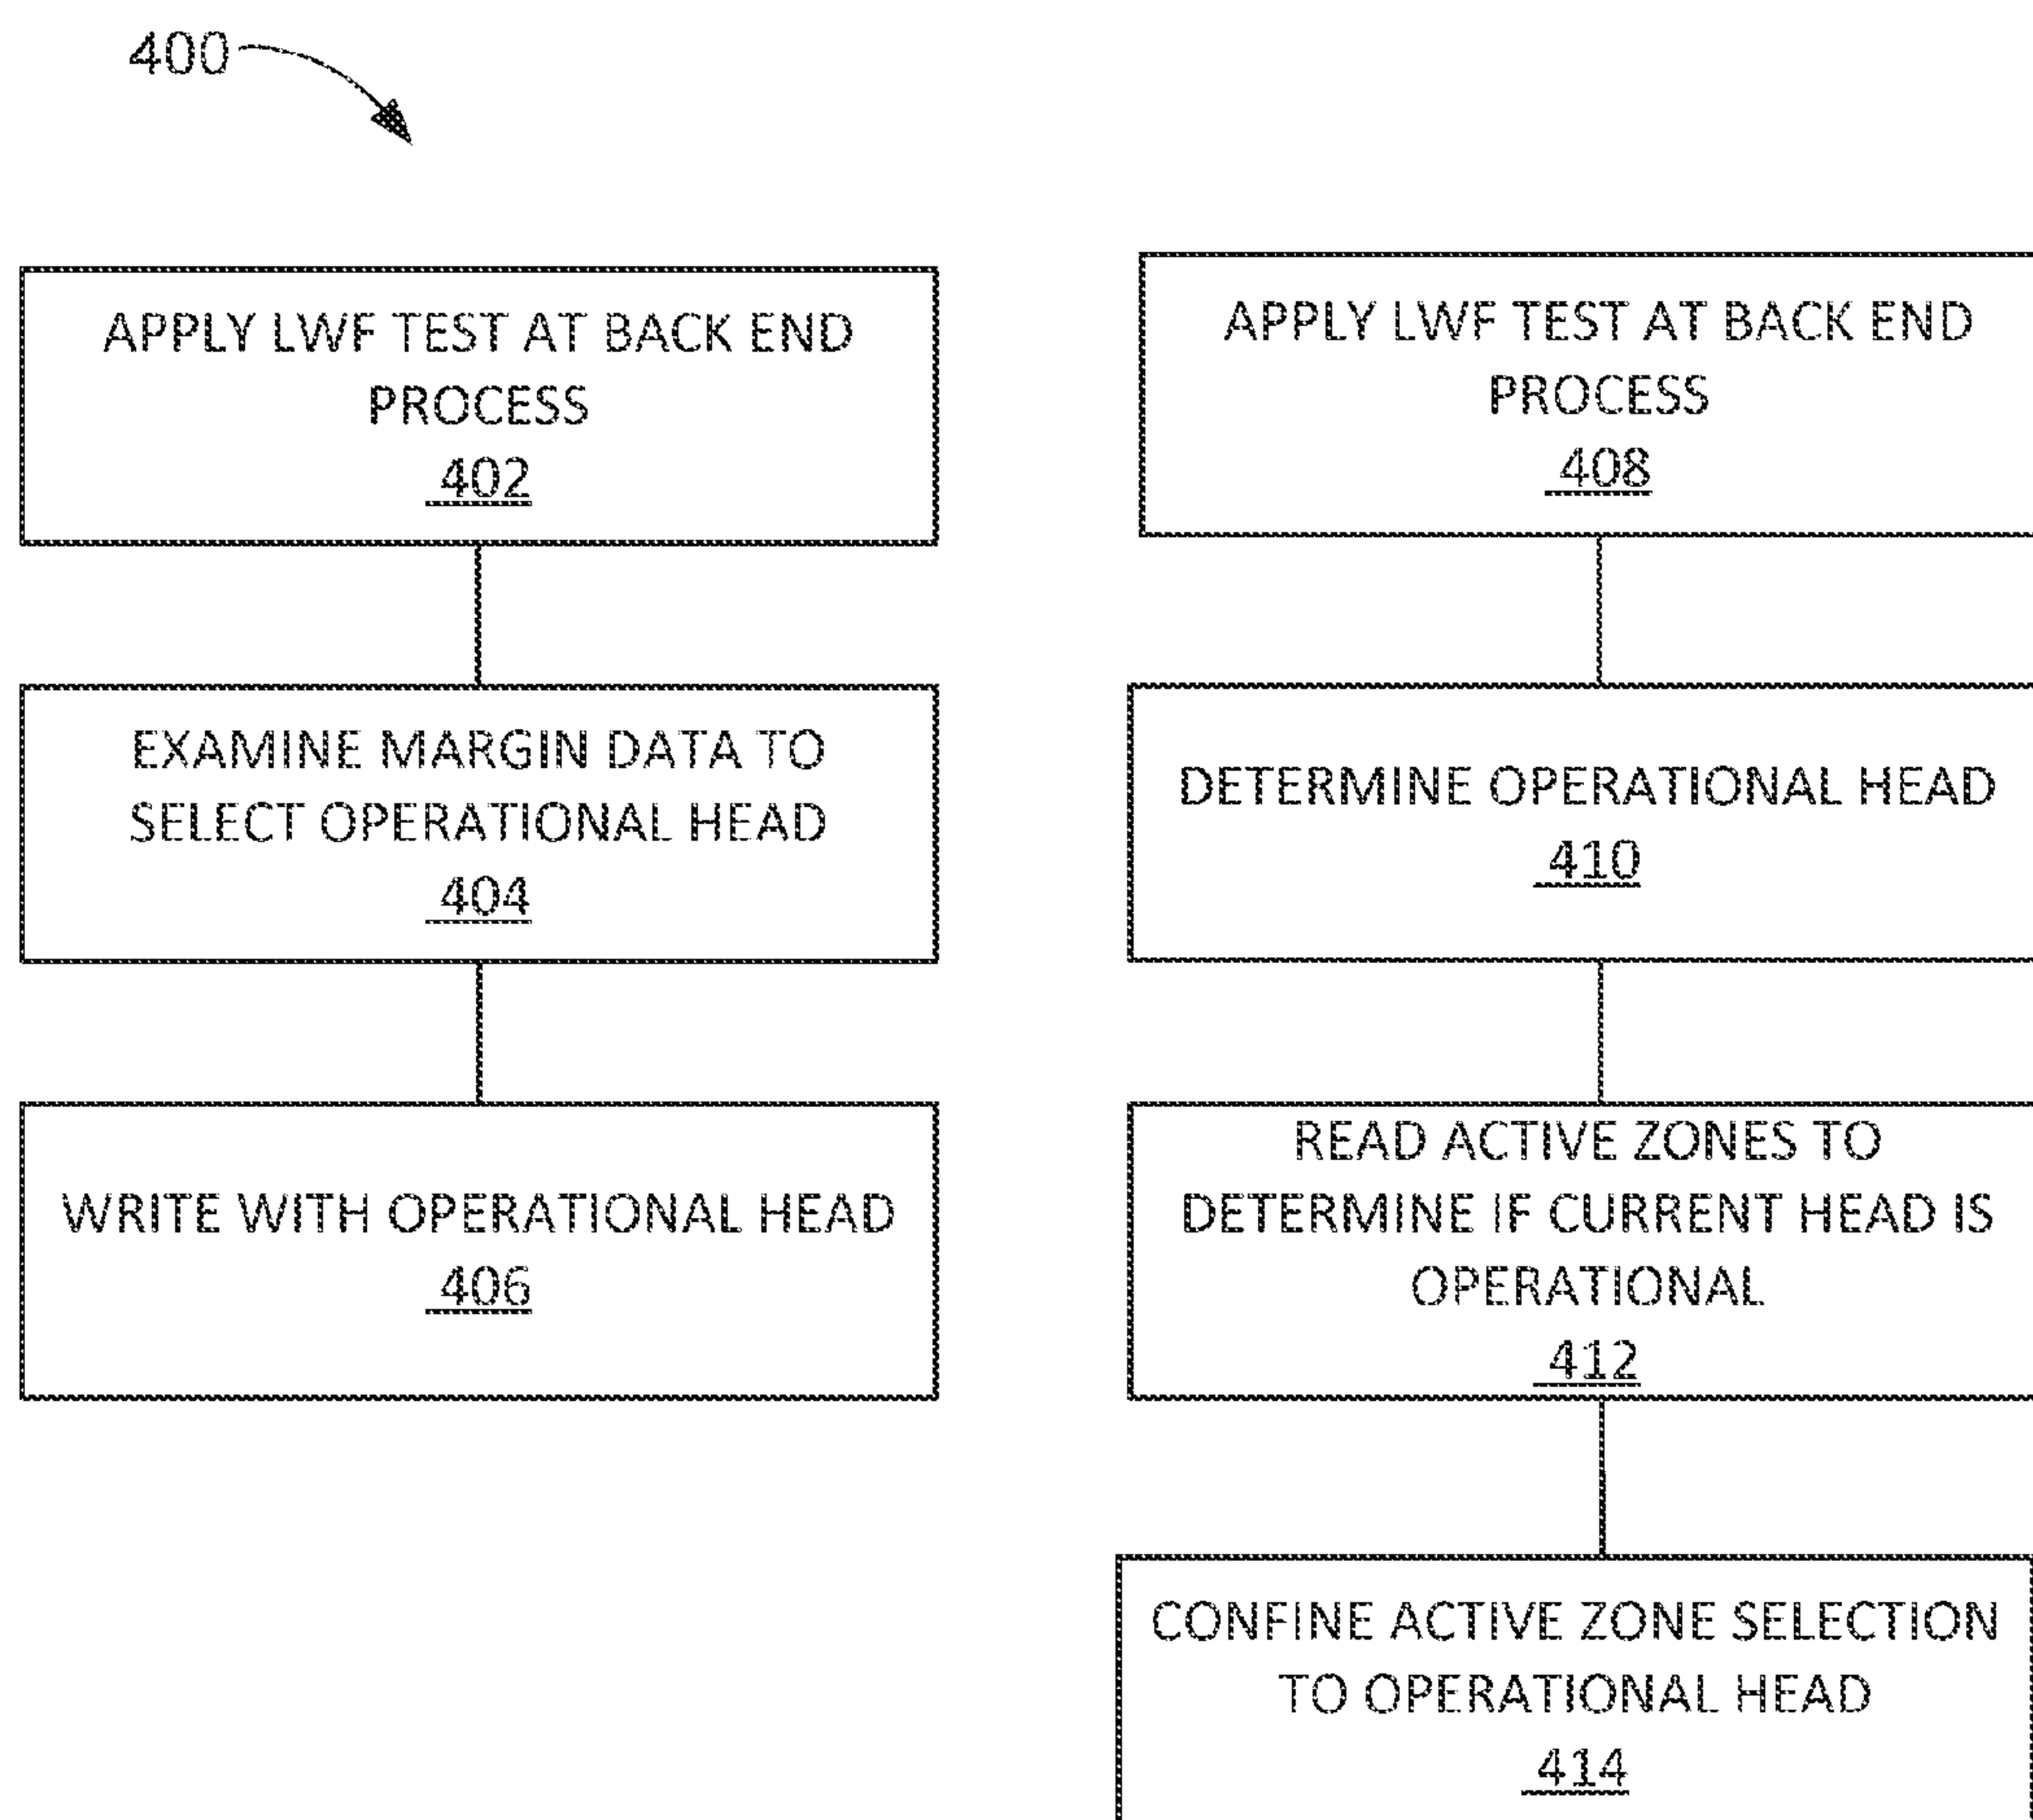 400
APPLY LWF TEST AT BACK END
PROCESS
402
EXAMINE MARGIN DATA TO
SELECT OPERATIONAL HEAD
404
WRITE WITH OPERATIONAL HEAD
406
APPLY LWF TEST AT BACK END
PROCESS
408
DETERMINE OPERATIONAL HEAD
410
READ ACTIVE ZONES TO
DETERMINE IF CURRENT HEAD IS
OPERATIONAL
412
CONFINE ACTIVE ZONE SELECTION
TO OPERATIONAL HEAD
414